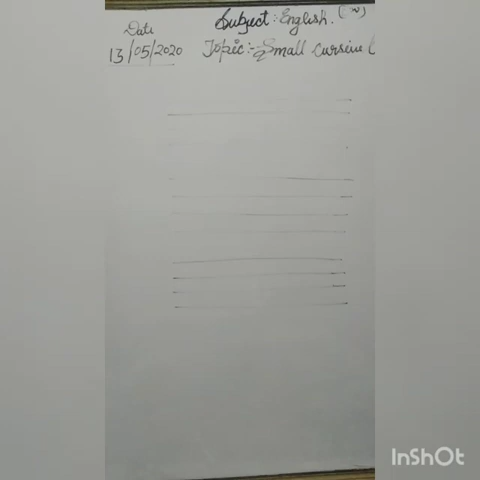 Date Subject: English. (W)
13/05/2020 Topic:- Small cursive
InShOt